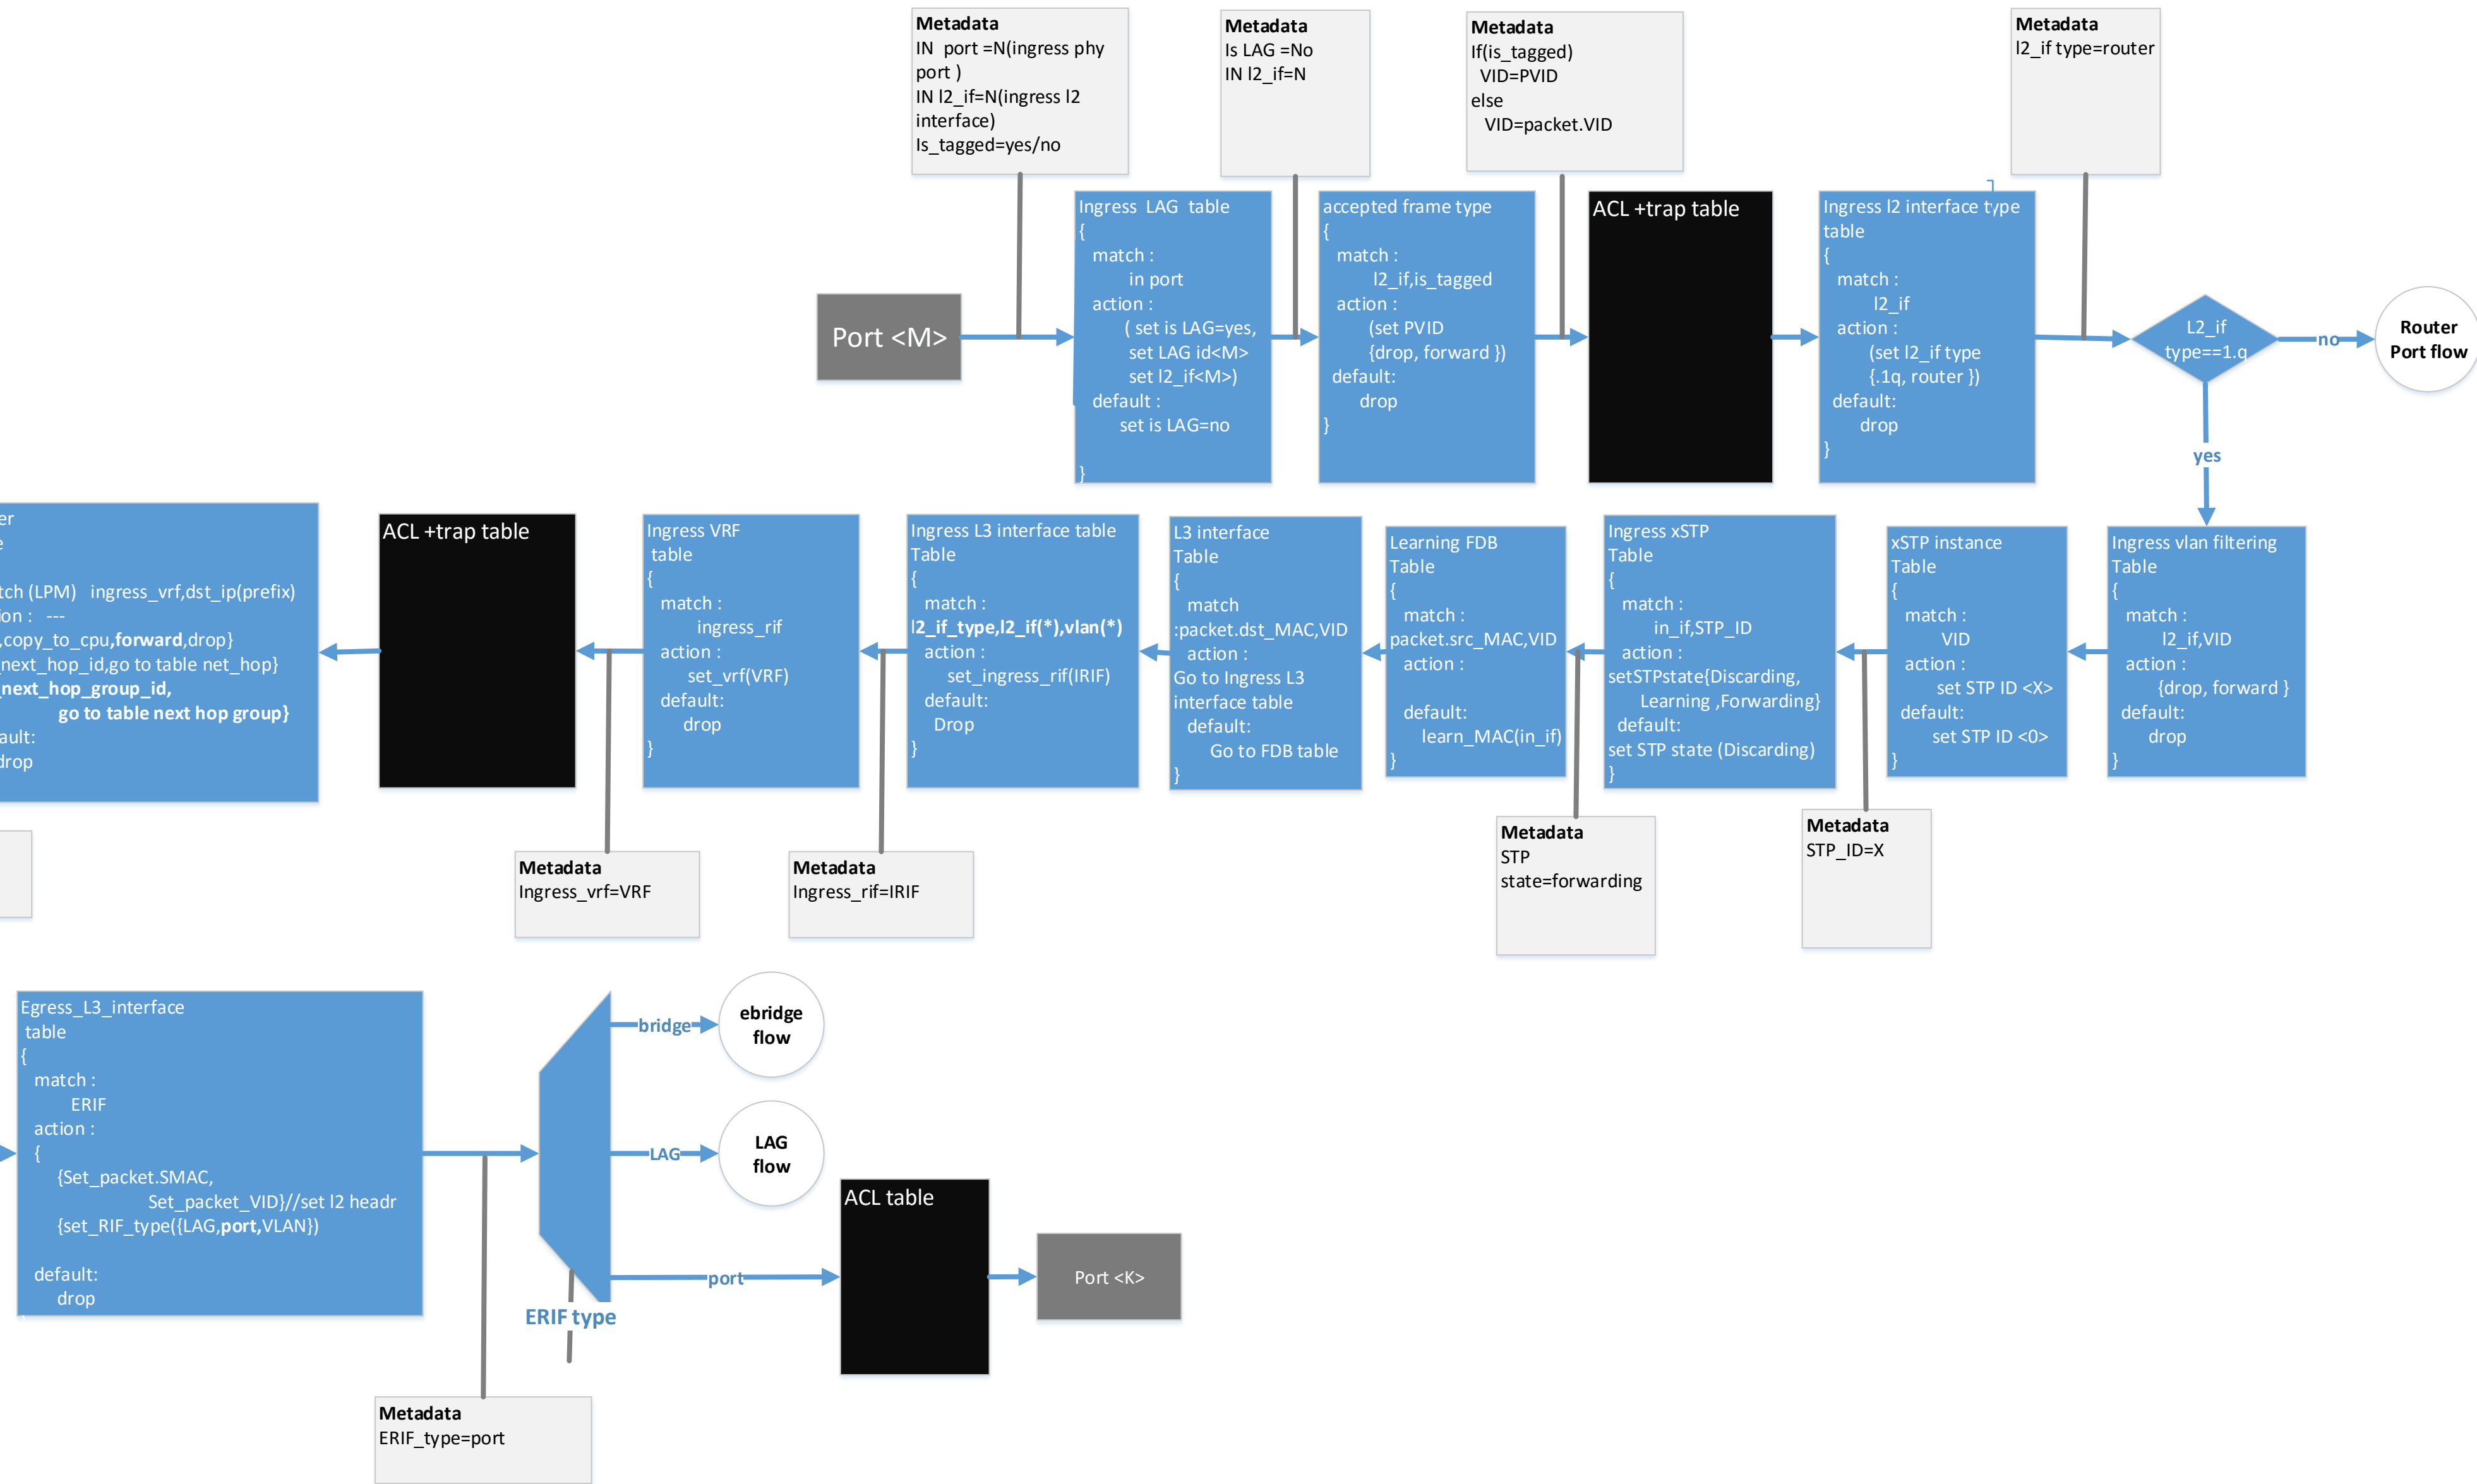 Metadata
IN port =N(ingress phy
port )
IN l2_if=N(ingress l2
interface)
Is_tagged=yes/no
Metadata
Is LAG =No
IN l2_if=N
Metadata
If(is_tagged)
VID=PVID
else
VID=packet.VID
Metadata
l2_if type=router
Port <M>
Ingress LAG table
{
match :
in port
action :
( set is LAG=yes,
set LAG id<M>
set l2_if<M>)
default :
set is LAG=no
}
accepted frame type
{
match :
l2_if,is_tagged
action :
(set PVID
{drop, forward })
default:
drop
}
ACL +trap table
Ingress l2 interface type
table
{
match :
l2_if
action :
(set l2_if type
{.1q, router })
default:
drop
}
L2_if
type==1.q
no
Router
Port flow
yes
Ingress vlan filtering
Table
{
match :
l2_if,VID
action :
{drop, forward }
default:
drop
}
xSTP instance
Table
{
match :
VID
action :
set STP ID <X>
default:
set STP ID <0>
}
Ingress xSTP
Table
{
match :
in_if,STP_ID
action :
setSTPstate{Discarding,
Learning ,Forwarding}
default:
set STP state (Discarding)
}
Learning FDB
Table
{
match :
packet.src_MAC,VID
action :
default:
learn_MAC(in_if)
}
L3 interface
Table
{
match
:packet.dst_MAC,VID
action :
Go to Ingress L3
interface table
default:
Go to FDB table
}
Ingress L3 interface table
Table
{
match :
l2_if_type,l2_if(*),vlan(*)
action :
set_ingress_rif(IRIF)
default:
Drop
}
Ingress VRF
table
{
match :
ingress_rif
action :
set_vrf(VRF)
default:
drop
}
ACL +trap table
er
e
tch (LPM) ingress_vrf,dst_ip(prefix)
ion : ---
,copy_to_cpu,forward,drop}
_next_hop_id,go to table net_hop}
_next_hop_group_id,
go to table next hop group}
ault:
drop
Metadata
STP_ID=X
Metadata
STP
state=forwarding
Metadata
Ingress_rif=IRIF
Metadata
Ingress_vrf=VRF
Egress_L3_interface
table
{
match :
ERIF
action :
{
{Set_packet.SMAC,
Set_packet_VID}//set l2 headr
{set_RIF_type({LAG,port,VLAN})
default:
drop
bridge
ebridge
flow
LAG
LAG
flow
port
ERIF type
ACL table
Port <K>
Metadata
ERIF_type=port